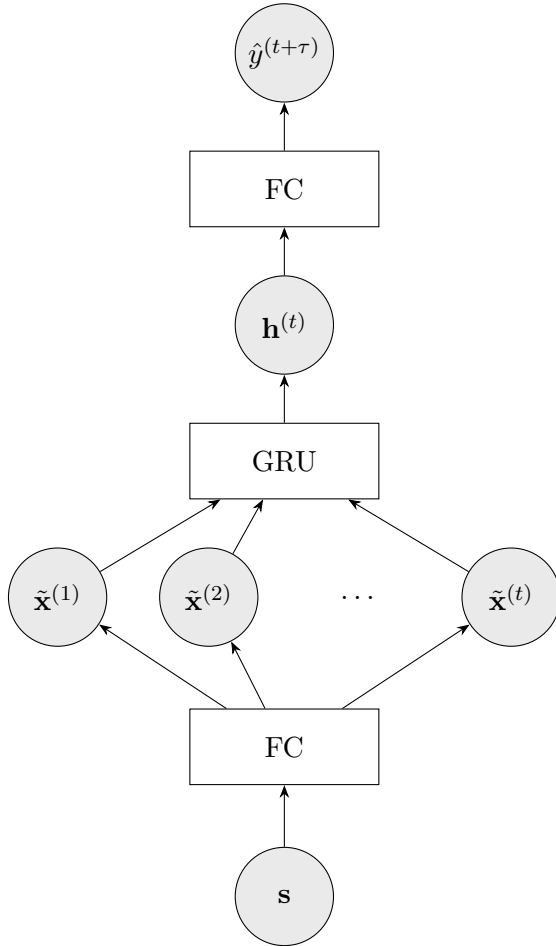 ŷ^(t+τ)
FC
h^(t)
GRU
x̃^(1) x̃^(2) ... x̃^(t)
FC
s